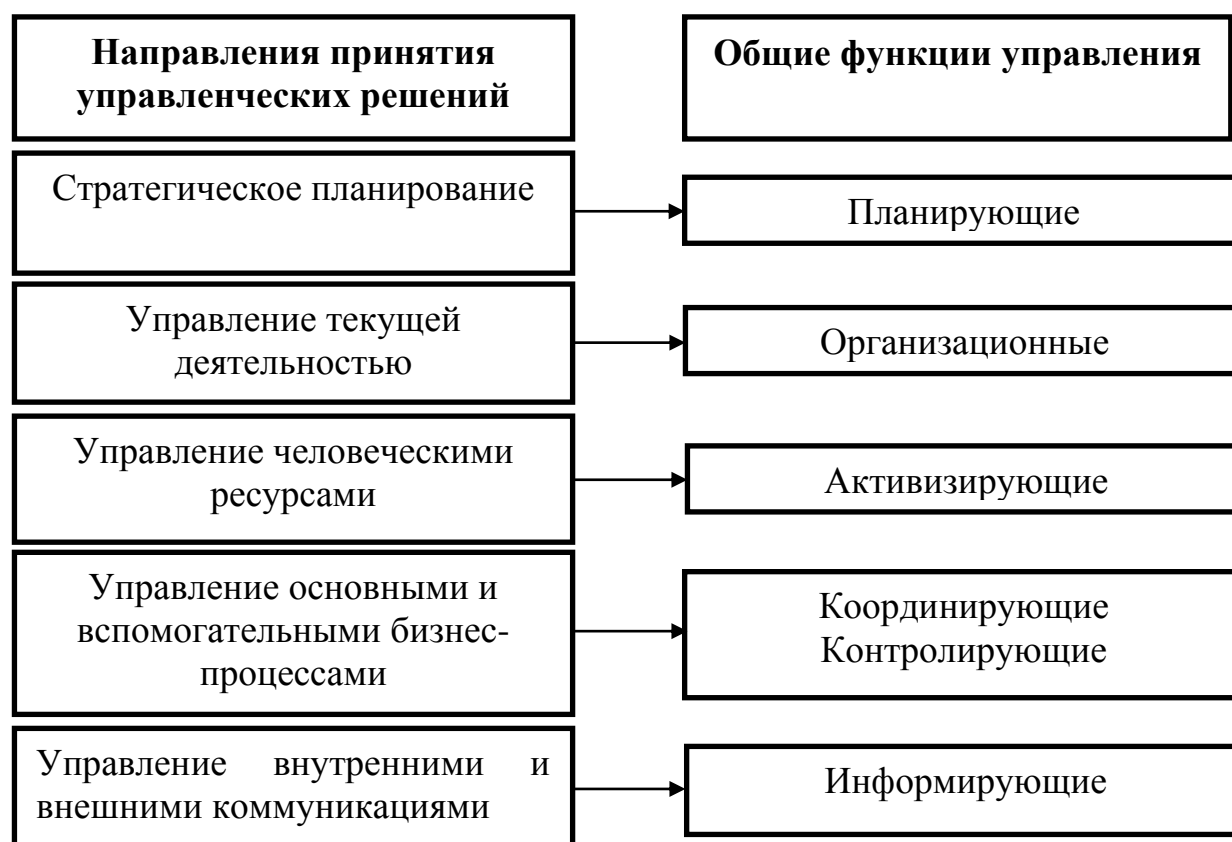 Направления принятия
управленческих решений
Общие функции управления
Стратегическое планирование
Планирующие
Управление текущей
деятельностью
Организационные
Управление человеческими
ресурсами
Активизирующие
Управление основными и
вспомогательными бизнес-
процессами
Координирующие
Контролирующие
Управление внутренними и
внешними коммуникациями
Информирующие